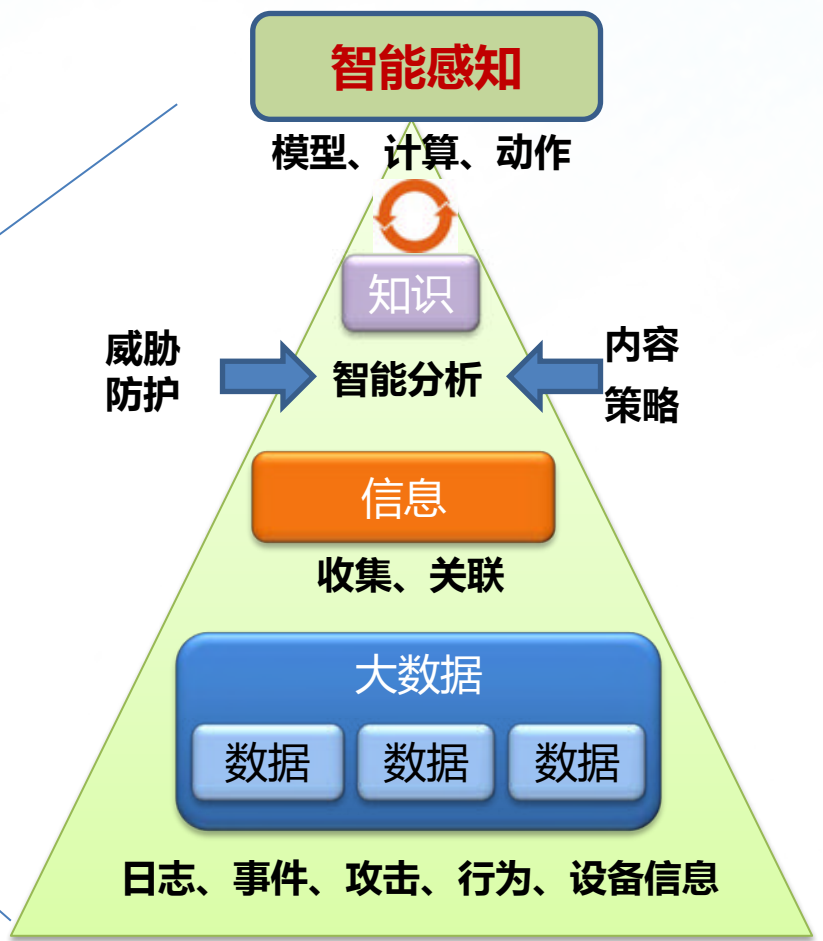 智能感知
模型、计算、动作
知识
威胁
防护
智能分析
内容
策略
信息
收集、关联
大数据
数据 数据 数据
日志、事件、攻击、行为、设备信息